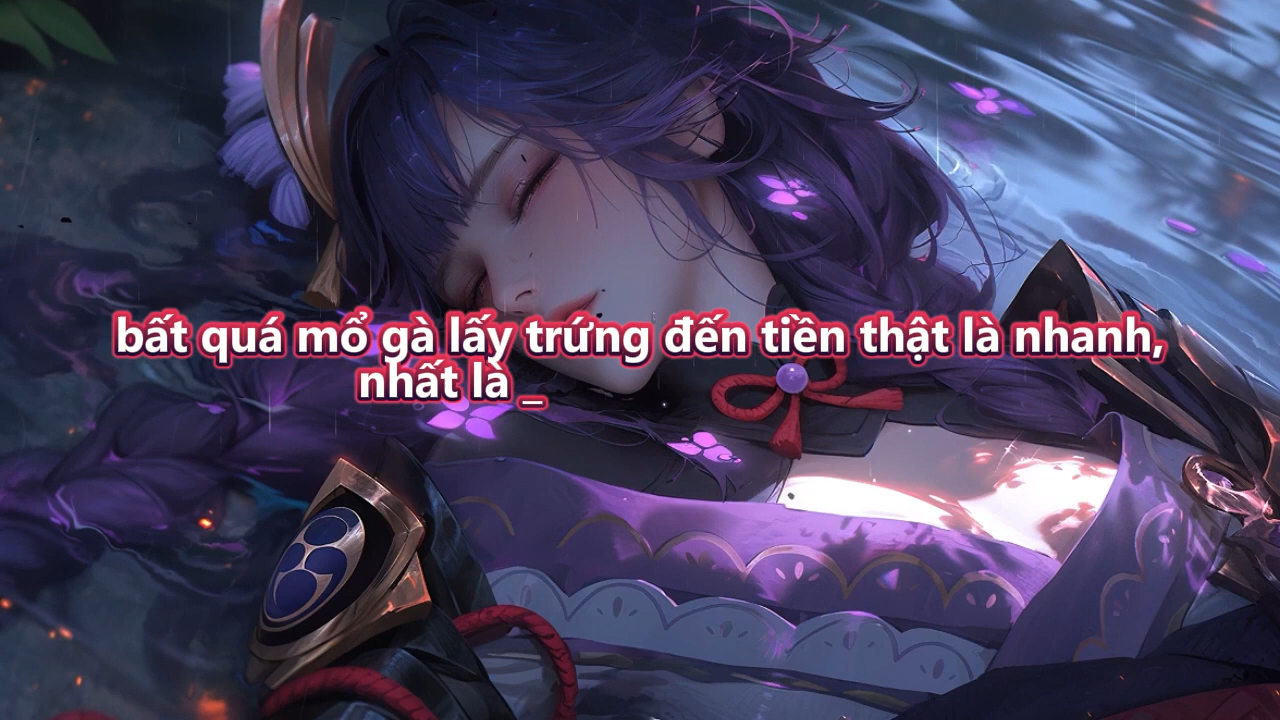 bất quá mổ gà lấy trứng đến tiền thật là nhanh,
nhất là _